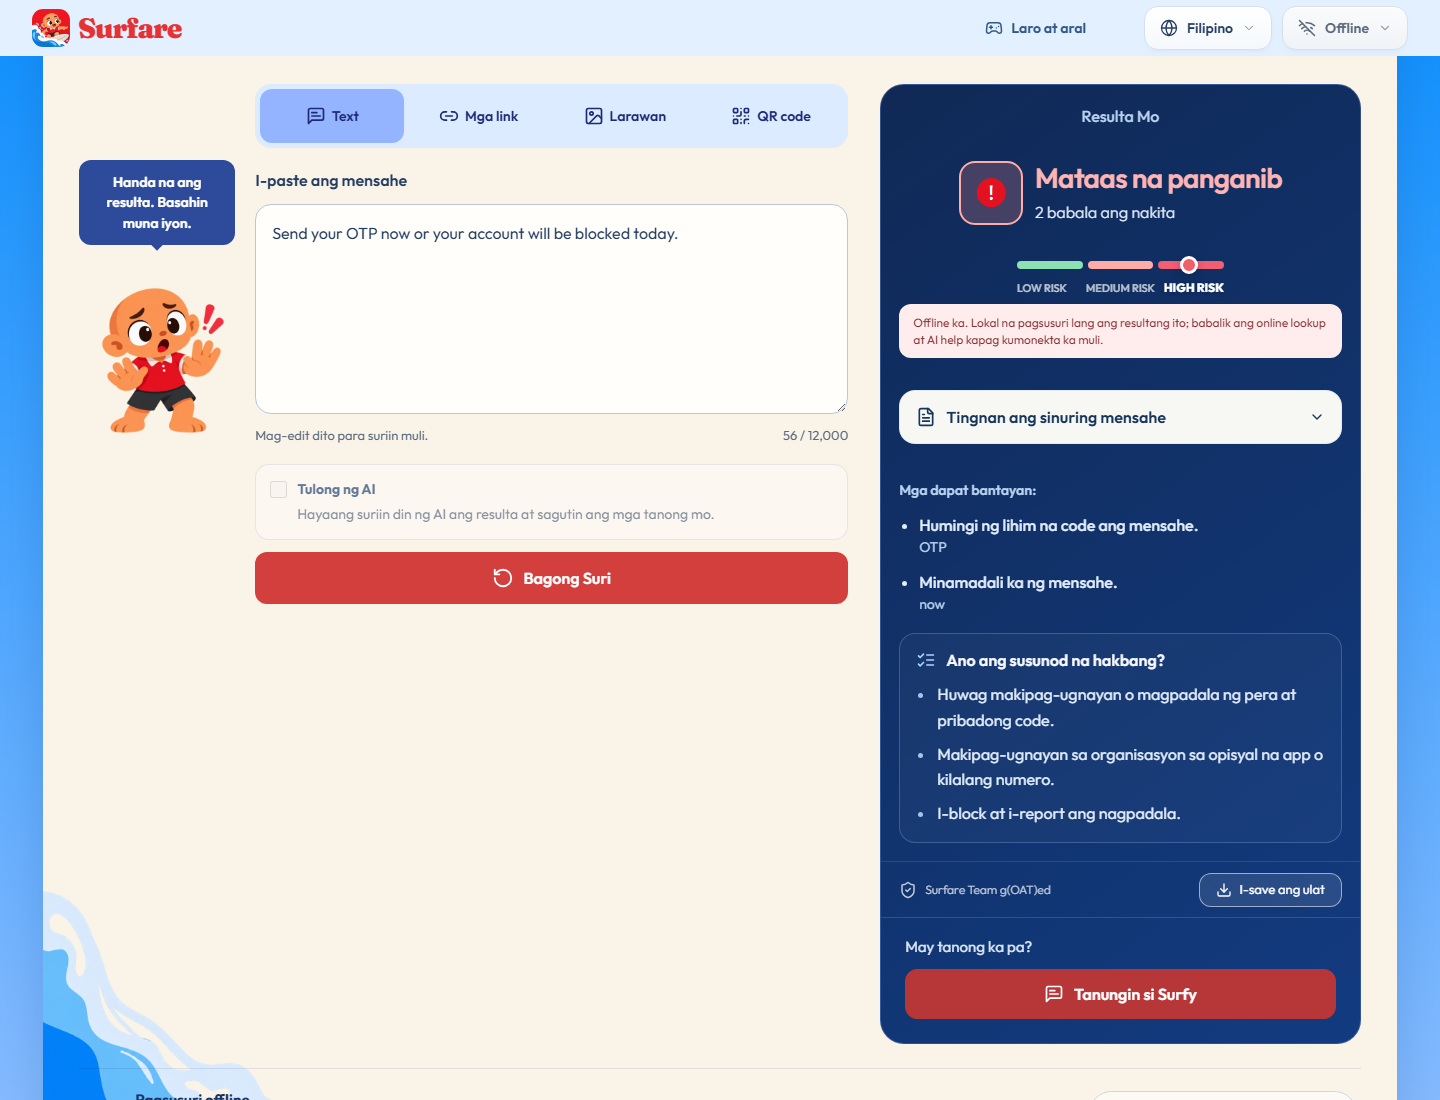 Surfare
Laro at aral
Filipino
Offline
Text
Mga link
Larawan
QR code
Handa na ang
resulta. Basahin
muna iyon.
I-paste ang mensahe
Send your OTP now or your account will be blocked today.
Mag-edit dito para suriin muli.
56 / 12,000
Tulong ng AI
Hayaang suriin din ng AI ang resulta at sagutin ang mga tanong mo.
Bagong Suri
Resulta Mo
!
Mataas na panganib
2 babala ang nakita
LOW RISK
MEDIUM RISK
HIGH RISK
Offline ka. Lokal na pagsusuri lang ang resultang ito; babalik ang online lookup
at AI help kapag kumonekta ka muli.
Tingnan ang sinuring mensahe
Mga dapat bantayan:
• Humingi ng lihim na code ang mensahe.
OTP
• Minamadali ka ng mensahe.
now
Ano ang susunod na hakbang?
• Huwag makipag-ugnayan o magpadala ng pera at
pribadong code.
• Makipag-ugnayan sa organisasyon sa opisyal na app o
kilalang numero.
• I-block at i-report ang nagpadala.
Surfare Team g(OAT)ed
I-save ang ulat
May tanong ka pa?
Tanungin si Surfy
Pagsusuri offline